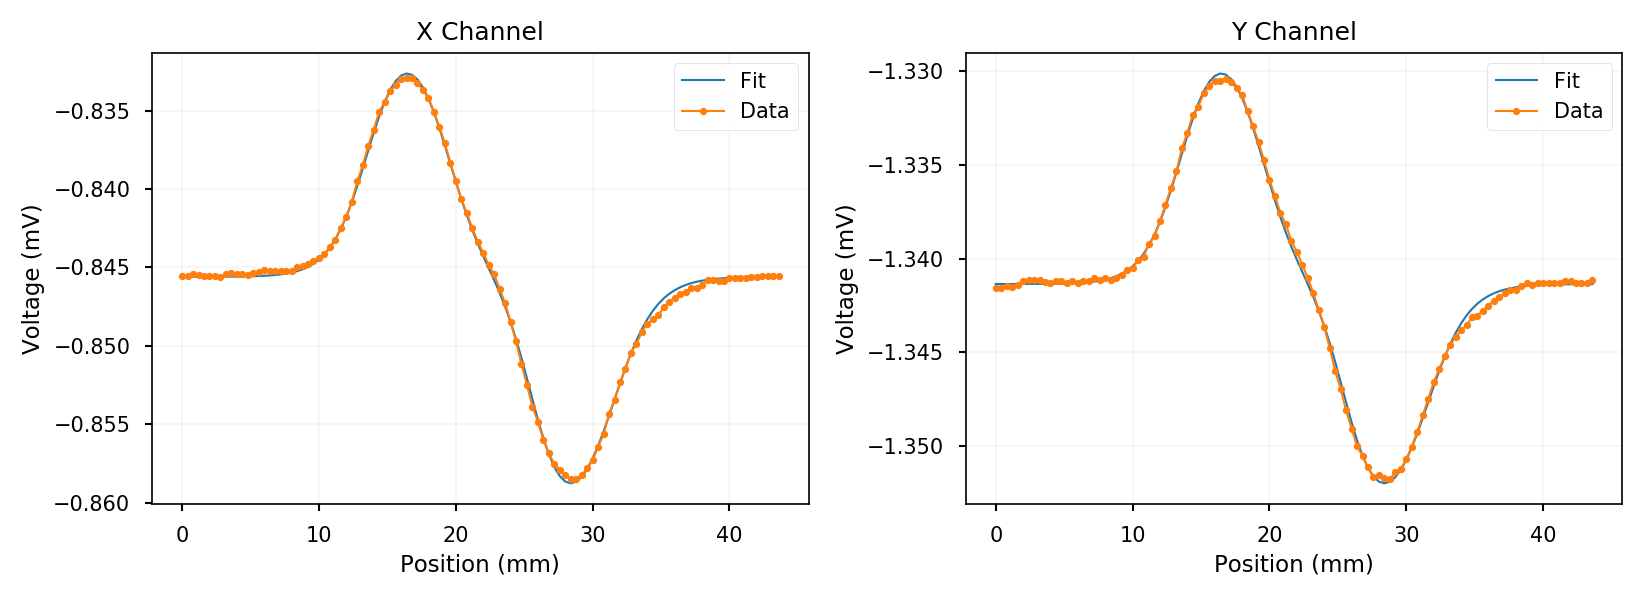 X Channel
Voltage (mV)
−0.835
−0.840
−0.845
−0.850
−0.855
−0.860
Fit
Data
0 10 20 30 40
Position (mm)
Y Channel
Voltage (mV)
−1.330
−1.335
−1.340
−1.345
−1.350
Fit
Data
0 10 20 30 40
Position (mm)